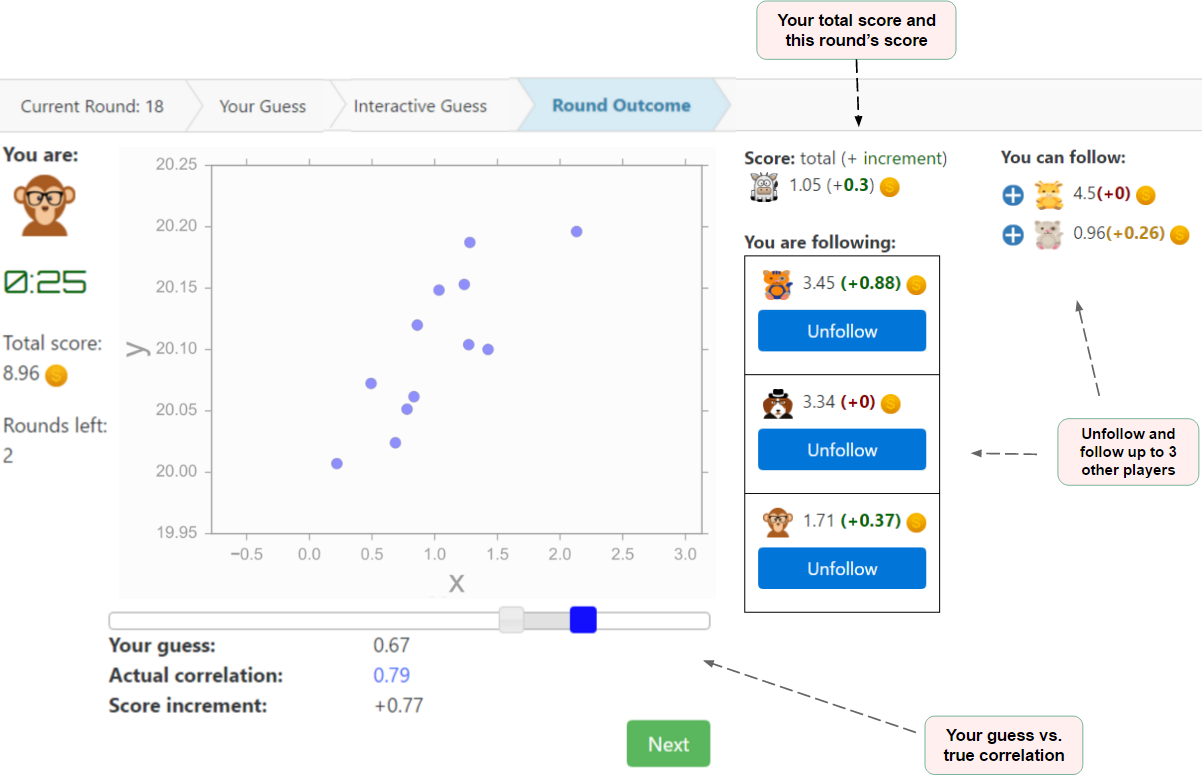 Your total score and
this round's score
Current Round: 18
Your Guess
Interactive Guess
Round Outcome
You are:
0:25
Total score:
8.96
Rounds left:
2
20.25
20.20
20.15
20.10
20.05
20.00
19.95
y
−0.5 0.0 0.5 1.0 1.5 2.0 2.5 3.0
X
Your guess: 0.67
Actual correlation: 0.79
Score increment: +0.77
Next
Score: total (+ increment)
1.05 (+0.3)
You are following:
3.45 (+0.88)
Unfollow
3.34 (+0)
Unfollow
1.71 (+0.37)
Unfollow
You can follow:
4.5(+0)
0.96(+0.26)
Unfollow and
follow up to 3
other players
Your guess vs.
true correlation